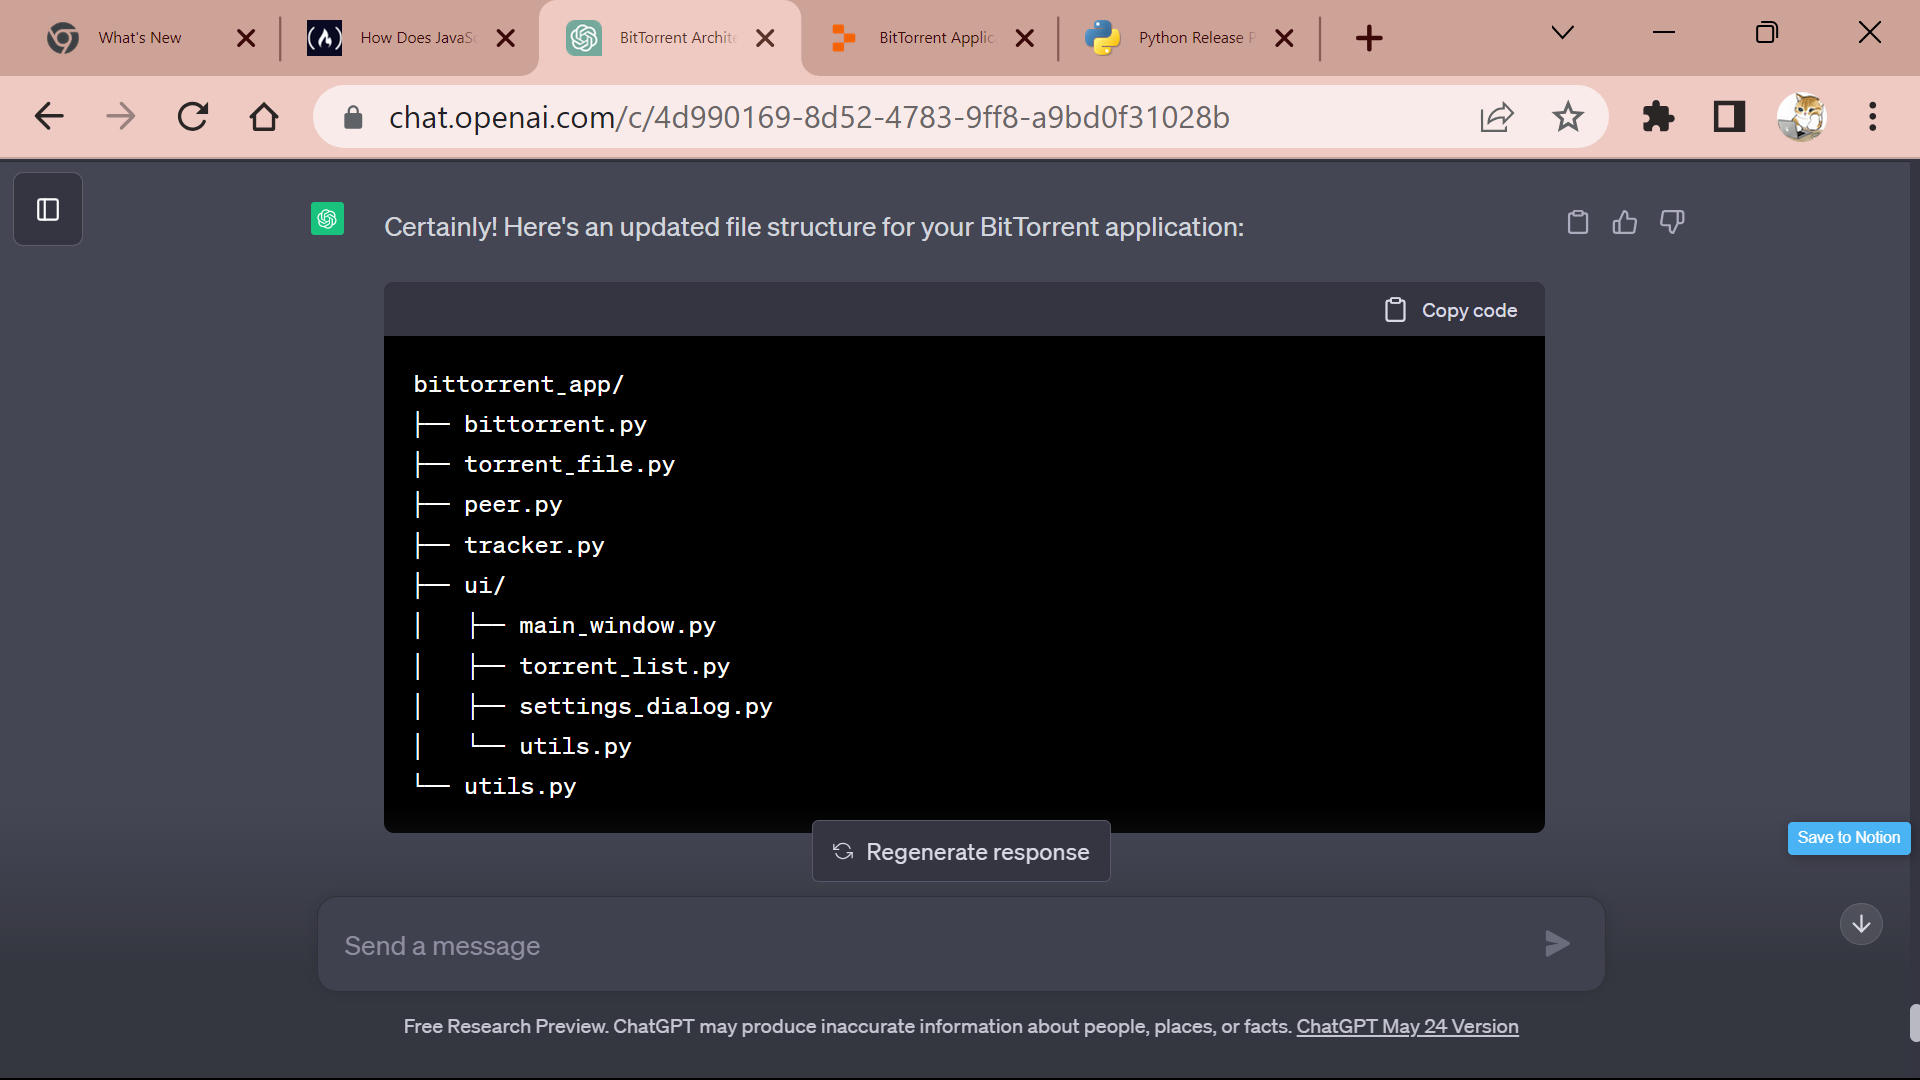 What's New
How Does JavaSc
BitTorrent Archite
BitTorrent Applic
Python Release P
chat.openai.com/c/4d990169-8d52-4783-9ff8-a9bd0f31028b
Certainly! Here's an updated file structure for your BitTorrent application:
Copy code
bittorrent_app/
├── bittorrent.py
├── torrent_file.py
├── peer.py
├── tracker.py
├── ui/
│   ├── main_window.py
│   ├── torrent_list.py
│   ├── settings_dialog.py
│   └── utils.py
└── utils.py
Regenerate response
Save to Notion
Send a message
Free Research Preview. ChatGPT may produce inaccurate information about people, places, or facts. ChatGPT May 24 Version